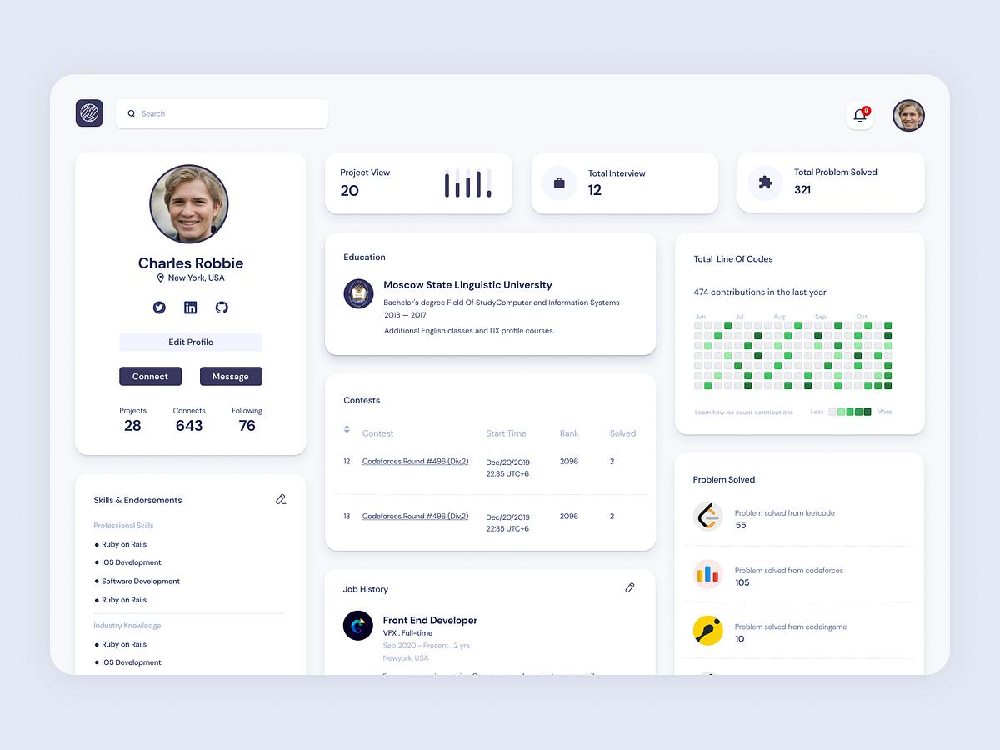 Search
8
Charles Robbie
New York, USA
Edit Profile
Connect Message
Projects Connects Following
28 643 76
Skills & Endorsements
Professional Skills
Ruby on Rails
iOS Development
Software Development
Ruby on Rails
Industry Knowledge
Ruby on Rails
iOS Development
Project View
20
Total Interview
12
Total Problem Solved
321
Education
Moscow State Linguistic University
Bachelor's degree Field Of StudyComputer and Information Systems
2013 — 2017
Additional English classes and UX profile courses.
Contests
Contest Start Time Rank Solved
12 Codeforces Round #496 (Div,2) Dec/20/2019 2096 2
22:35 UTC+6
13 Codeforces Round #496 (Div,2) Dec/20/2019 2096 2
22:35 UTC+6
Job History
Front End Developer
VFX . Full-time
Sep 2020 - Present . 2 yrs
Newyork, USA
Total Line Of Codes
474 contributions in the last year
Jun Jul Aug Sep Oct
Learn how we count contributions Less More
Problem Solved
Problem solved from leetcode
55
Problem solved from codeforces
105
Problem solved from codeingame
10